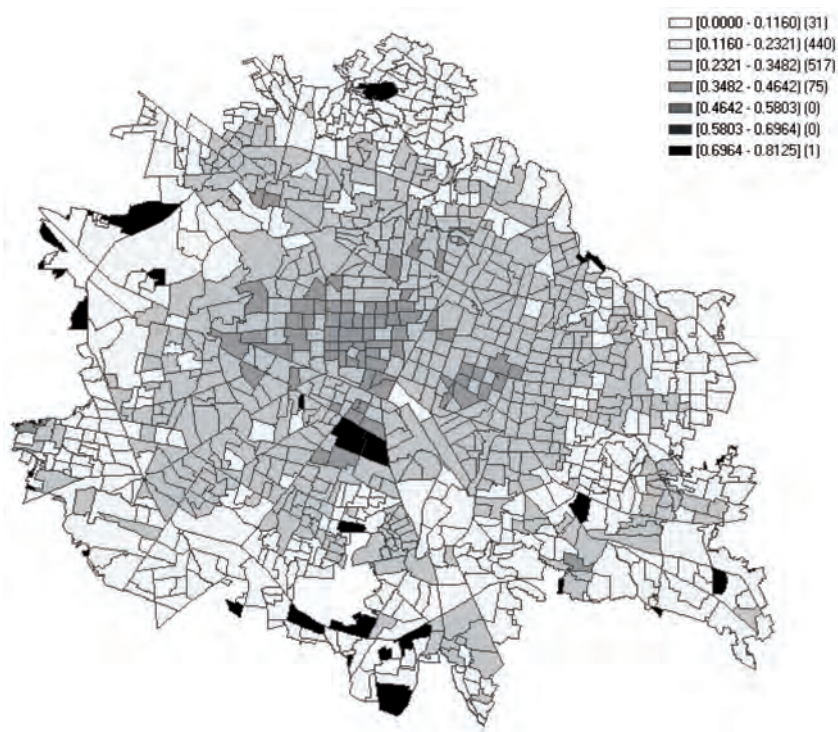 [0.0000 - 0.1160) (31)
[0.1160 - 0.2321) (440)
[0.2321 - 0.3482) (517)
[0.3482 - 0.4642) (75)
[0.4642 - 0.5803) (0)
[0.5803 - 0.6964) (0)
[0.6964 - 0.8125] (1)